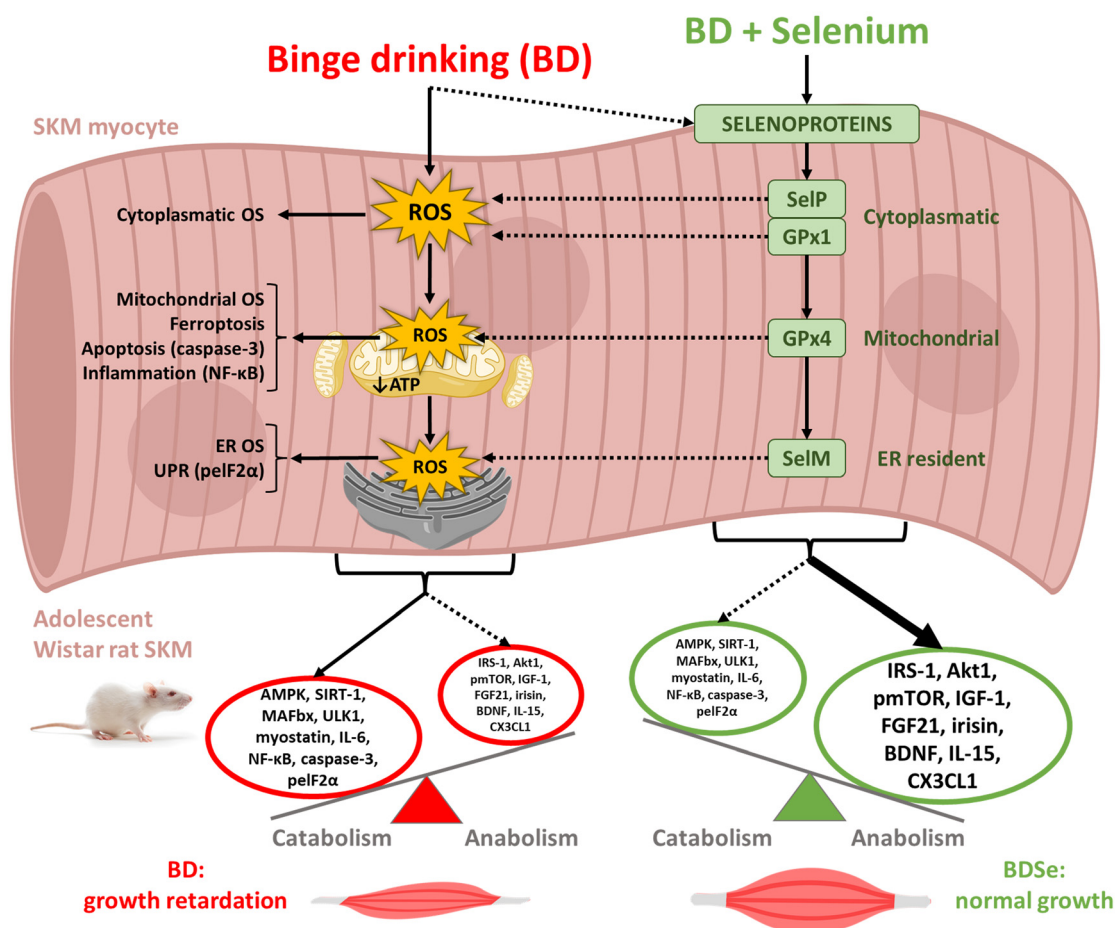 BD + Selenium
Binge drinking (BD)
SKM myocyte
SELENOPROTEINS
SelP
Cytoplasmatic
GPx1
ROS
Cytoplasmatic OS
Mitochondrial OS
Ferroptosis
Apoptosis (caspase-3)
Inflammation (NF-κB)
ROS
↓ ATP
GPx4
Mitochondrial
ER OS
UPR (peIF2α)
ROS
SelM
ER resident
Adolescent
Wistar rat SKM
AMPK, SIRT-1,
MAFbx, ULK1,
myostatin, IL-6,
NF-κB, caspase-3,
peIF2α
IRS-1, Akt1,
pmTOR, IGF-1,
FGF21, irisin,
BDNF, IL-15,
CX3CL1
AMPK, SIRT-1,
MAFbx, ULK1,
myostatin, IL-6,
NF-κB, caspase-3,
peIF2α
IRS-1, Akt1,
pmTOR, IGF-1,
FGF21, irisin,
BDNF, IL-15,
CX3CL1
Catabolism
Anabolism
Catabolism
Anabolism
BD:
growth retardation
BDSe:
normal growth